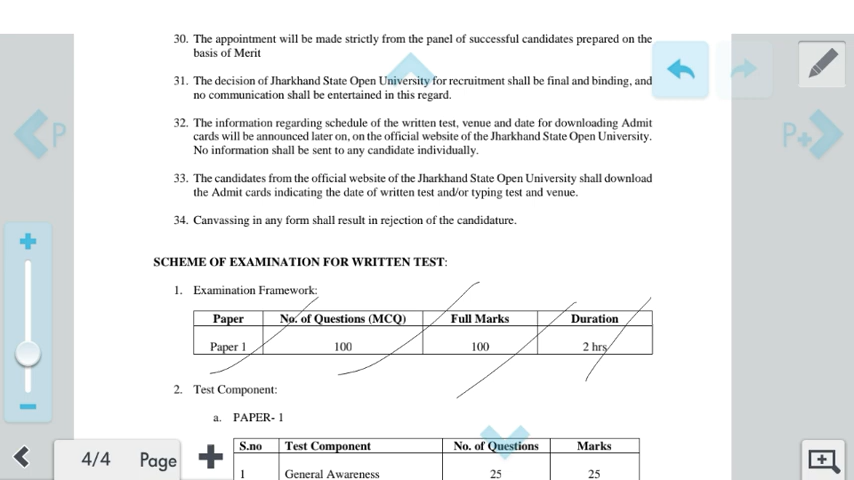 30. The appointment will be made strictly from the panel of successful candidates prepared on the
basis of Merit
31. The decision of Jharkhand State Open University for recruitment shall be final and binding, and
no communication shall be entertained in this regard.
32. The information regarding schedule of the written test, venue and date for downloading Admit
cards will be announced later on, on the official website of the Jharkhand State Open University.
No information shall be sent to any candidate individually.
33. The candidates from the official website of the Jharkhand State Open University shall download
the Admit cards indicating the date of written test and/or typing test and venue.
34. Canvassing in any form shall result in rejection of the candidature.
P
P+
SCHEME OF EXAMINATION FOR WRITTEN TEST:
1. Examination Framework:
Paper No. of Questions (MCQ) Full Marks Duration
Paper 1 100 100 2 hrs
2. Test Component:
a. PAPER- 1
S.no Test Component No. of Questions Marks
1 General Awareness 25 25
4/4 Page